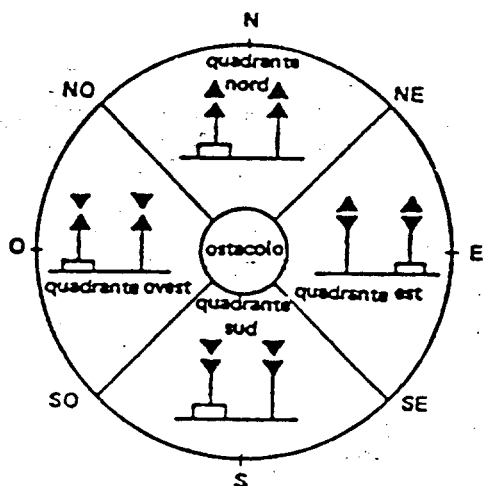 N
quadrante
nord
NO
NE
O
ostacolo
E
quadrante ovest
quadrante est
quadrante
sud
SO
SE
S